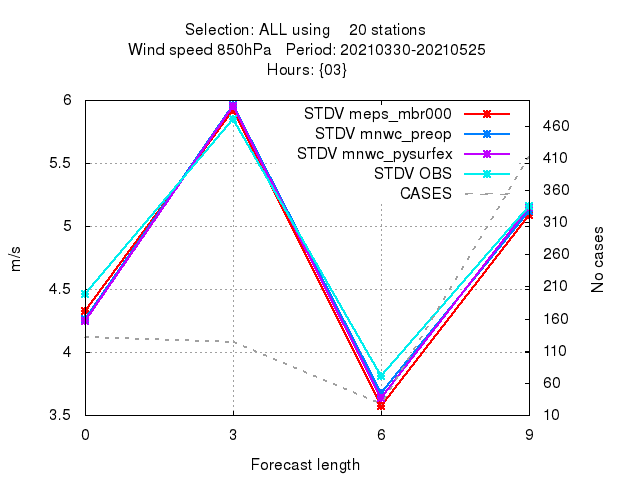 Selection: ALL using 20 stations
Wind speed 850hPa Period: 20210330-20210525
Hours: {03}
STDV meps_mbr000
STDV mnwc_preop
STDV mnwc_pysurfex
STDV OBS
CASES
6
5.5
5
4.5
4
3.5
m/s
460
410
360
310
260
210
160
110
60
10
No cases
0 3 6 9
Forecast length